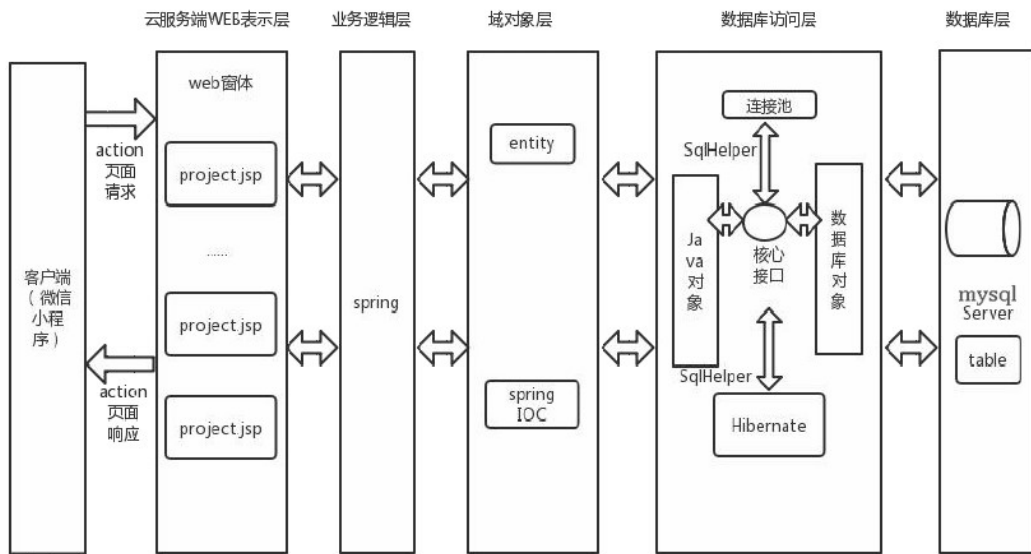 云服务端WEB表示层
业务逻辑层
域对象层
数据库访问层
数据库层
客户端
（微信
小程
序）
action
页面
请求
action
页面
响应
web窗体
project.jsp
......
project.jsp
project.jsp
spring
entity
spring
IOC
连接池
SqlHelper
Ja
va
对
象
核心
接口
数
据
库
对
象
SqlHelper
Hibernate
mysql
Server
table